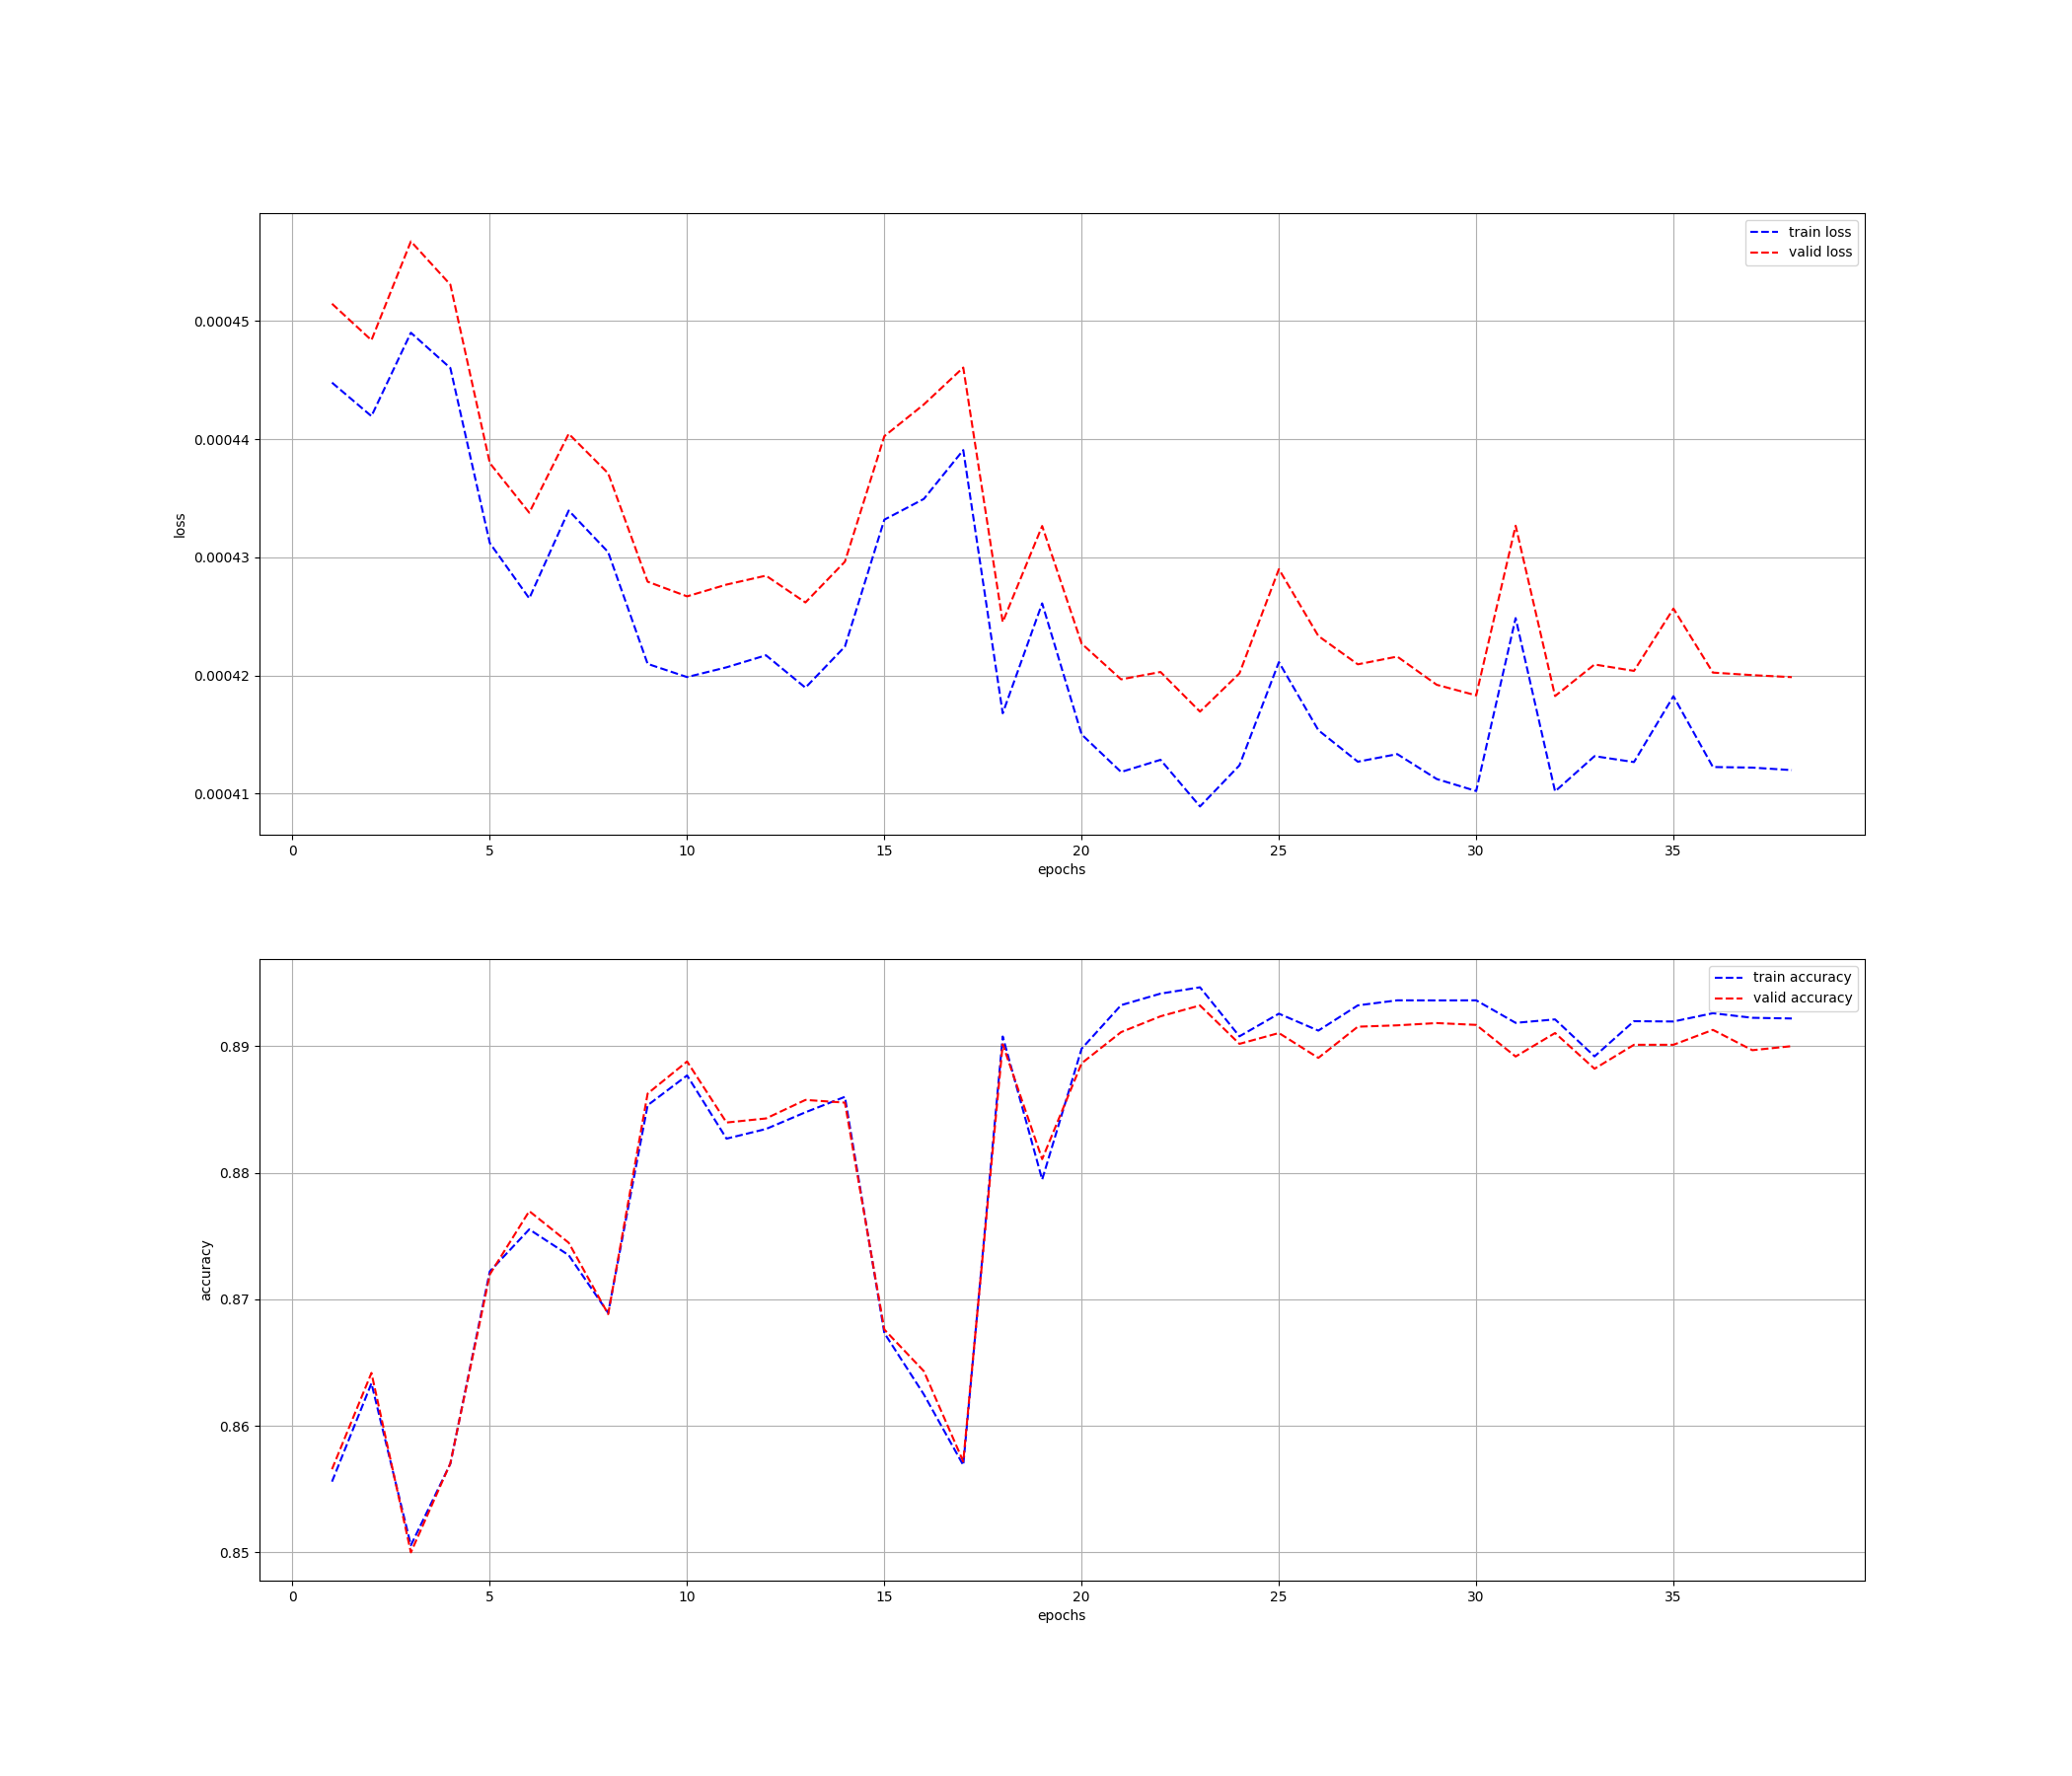 train loss
valid loss
0.00045
0.00044
0.00043
0.00042
0.00041
loss
0 5 10 15 20 25 30 35
epochs
train accuracy
valid accuracy
0.89
0.88
0.87
0.86
0.85
accuracy
0 5 10 15 20 25 30 35
epochs